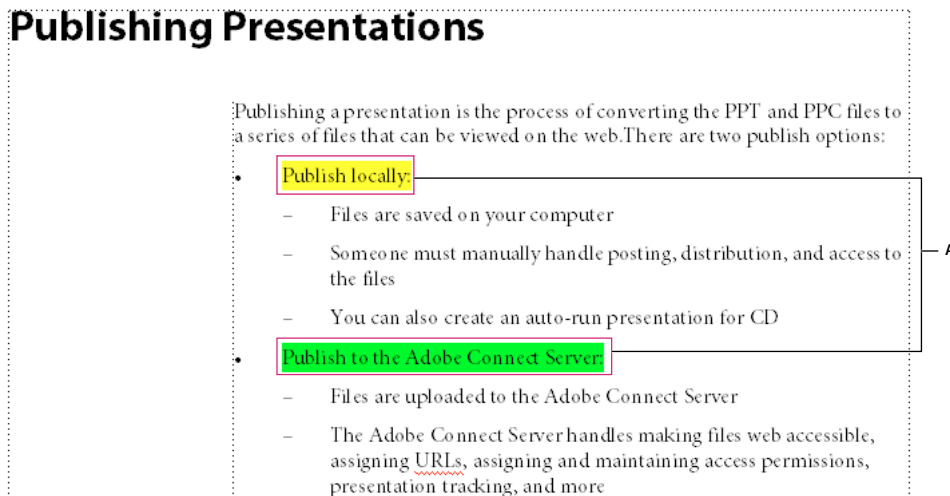 Publishing Presentations
Publishing a presentation is the process of converting the PPT and PPC files to
a series of files that can be viewed on the web.There are two publish options:
• Publish locally:
– Files are saved on your computer
– Someone must manually handle posting, distribution, and access to
the files
– You can also create an auto-run presentation for CD
• Publish to the Adobe Connect Server:
– Files are uploaded to the Adobe Connect Server
– The Adobe Connect Server handles making files web accessible,
assigning URLs, assigning and maintaining access permissions,
presentation tracking, and more
A